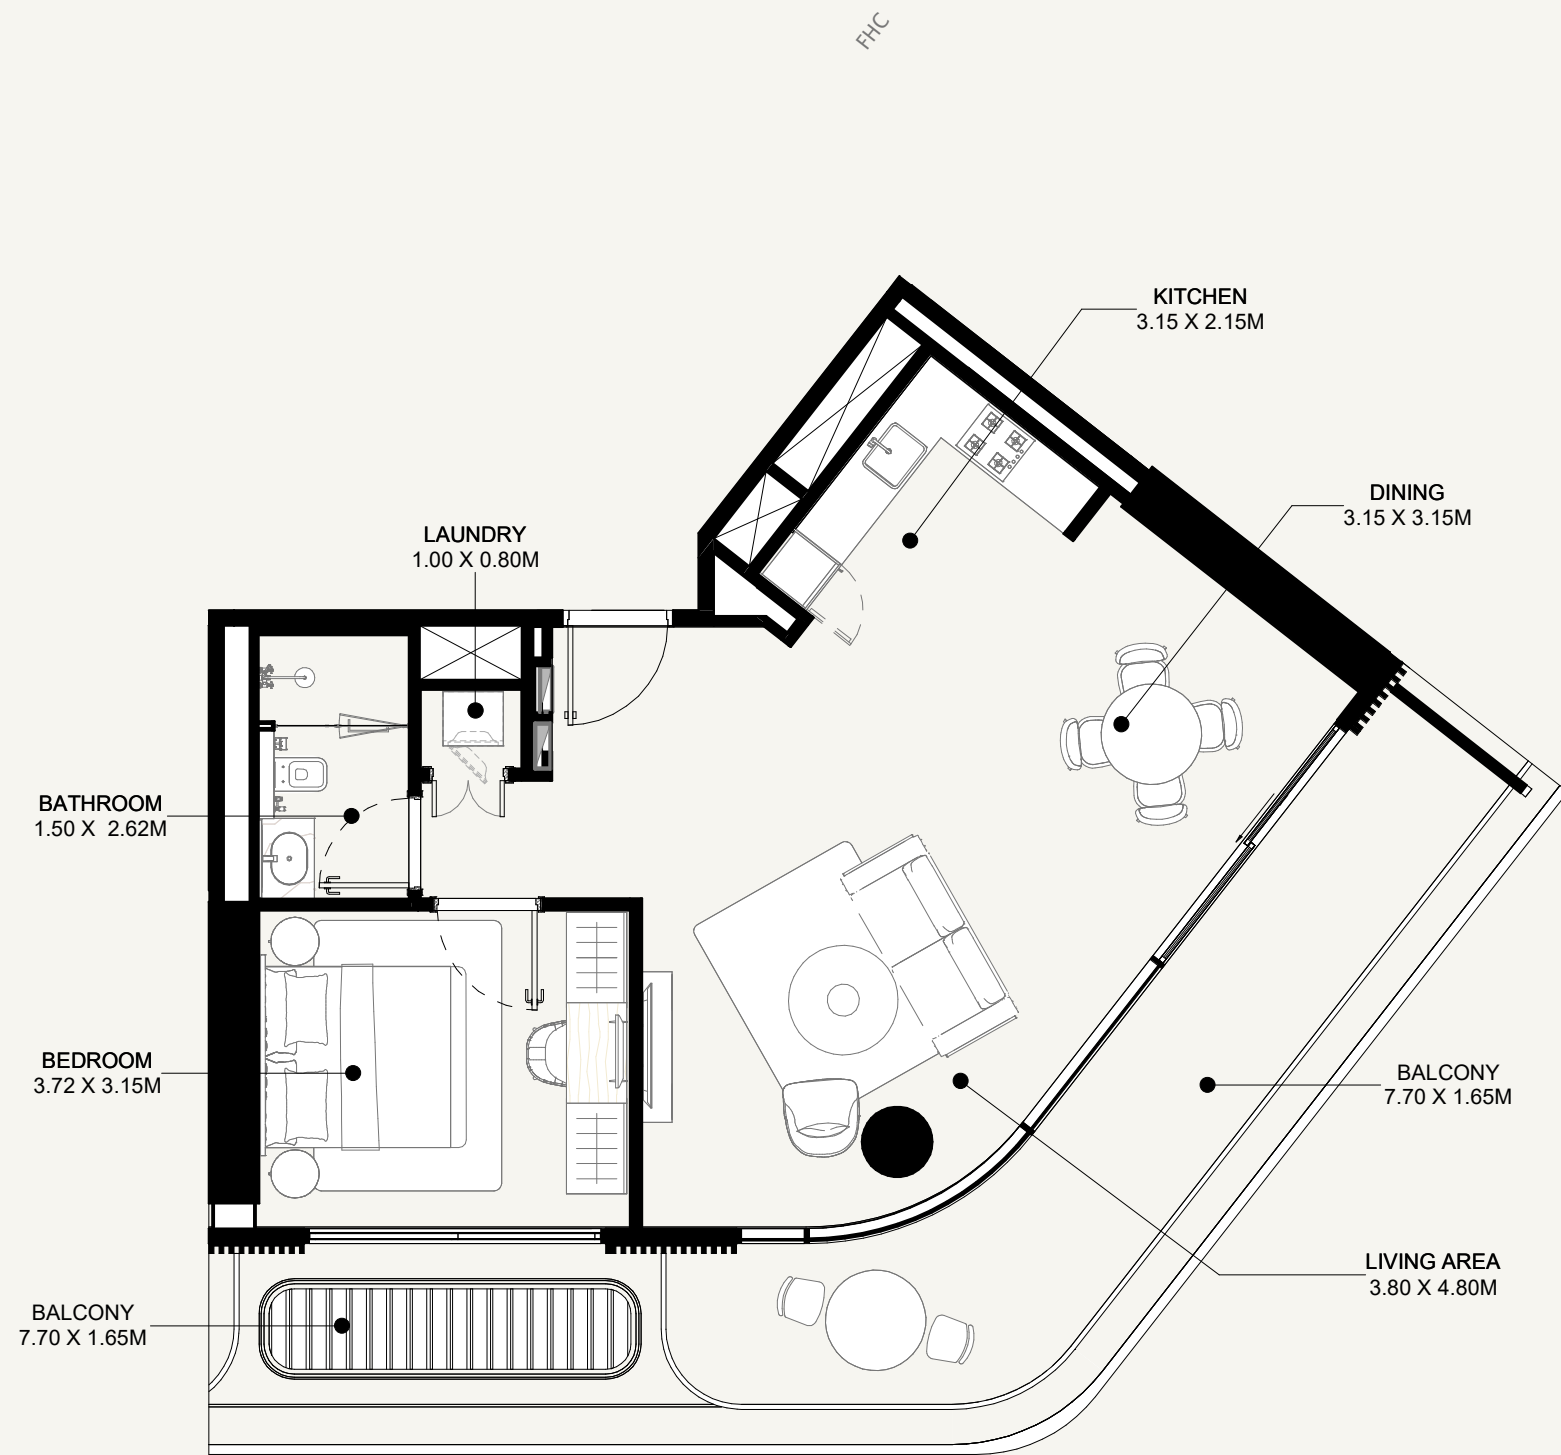 FHC
KITCHEN
3.15 X 2.15M
DINING
3.15 X 3.15M
LAUNDRY
1.00 X 0.80M
BATHROOM
1.50 X  2.62M
BEDROOM
3.72 X 3.15M
BALCONY
7.70 X 1.65M
LIVING AREA
3.80 X 4.80M
BALCONY
7.70 X 1.65M